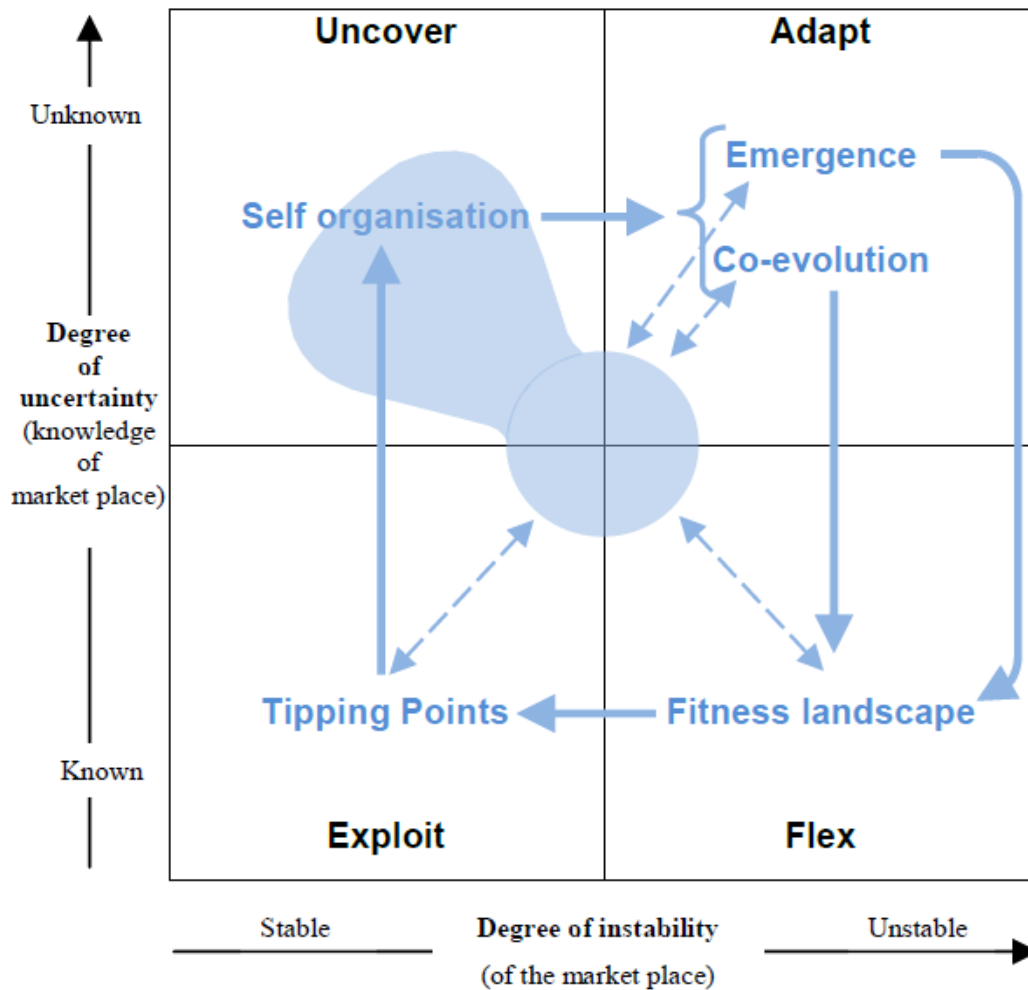 Uncover
Adapt
Unknown
Emergence
Self organisation
Co-evolution
Degree
of
uncertainty
(knowledge
of
market place)
Tipping Points
Fitness landscape
Known
Exploit
Flex
Stable
Degree of instability
Unstable
(of the market place)